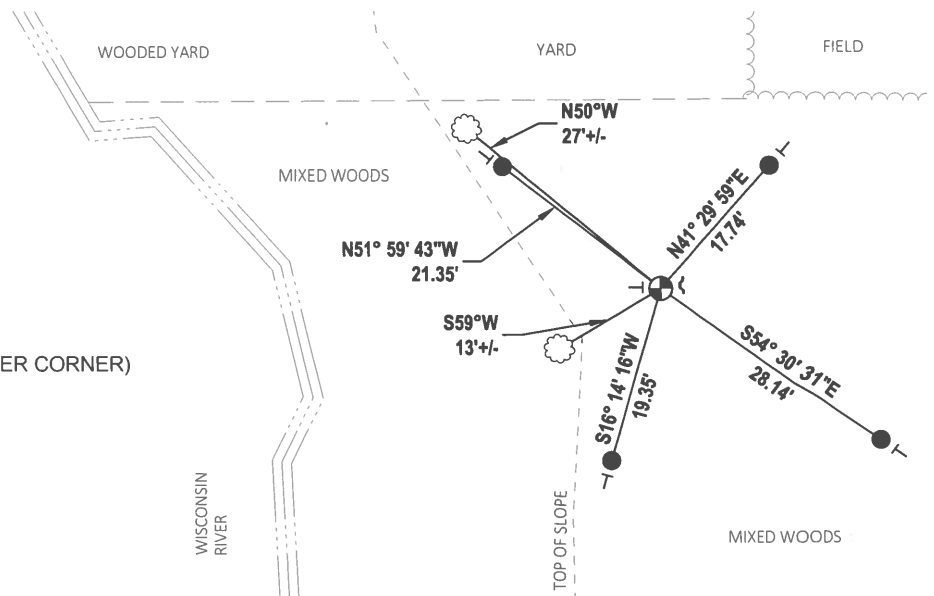 WOODED YARD
YARD
FIELD
N50°W
27'+/-
MIXED WOODS
N41° 29' 59"E
17.74'
N51° 59' 43"W
21.35'
S59°W
13'+/-
S54° 30' 31"E
28.14'
ER CORNER)
S16° 14' 16"W
19.35'
WISCONSIN
RIVER
TOP OF SLOPE
MIXED WOODS